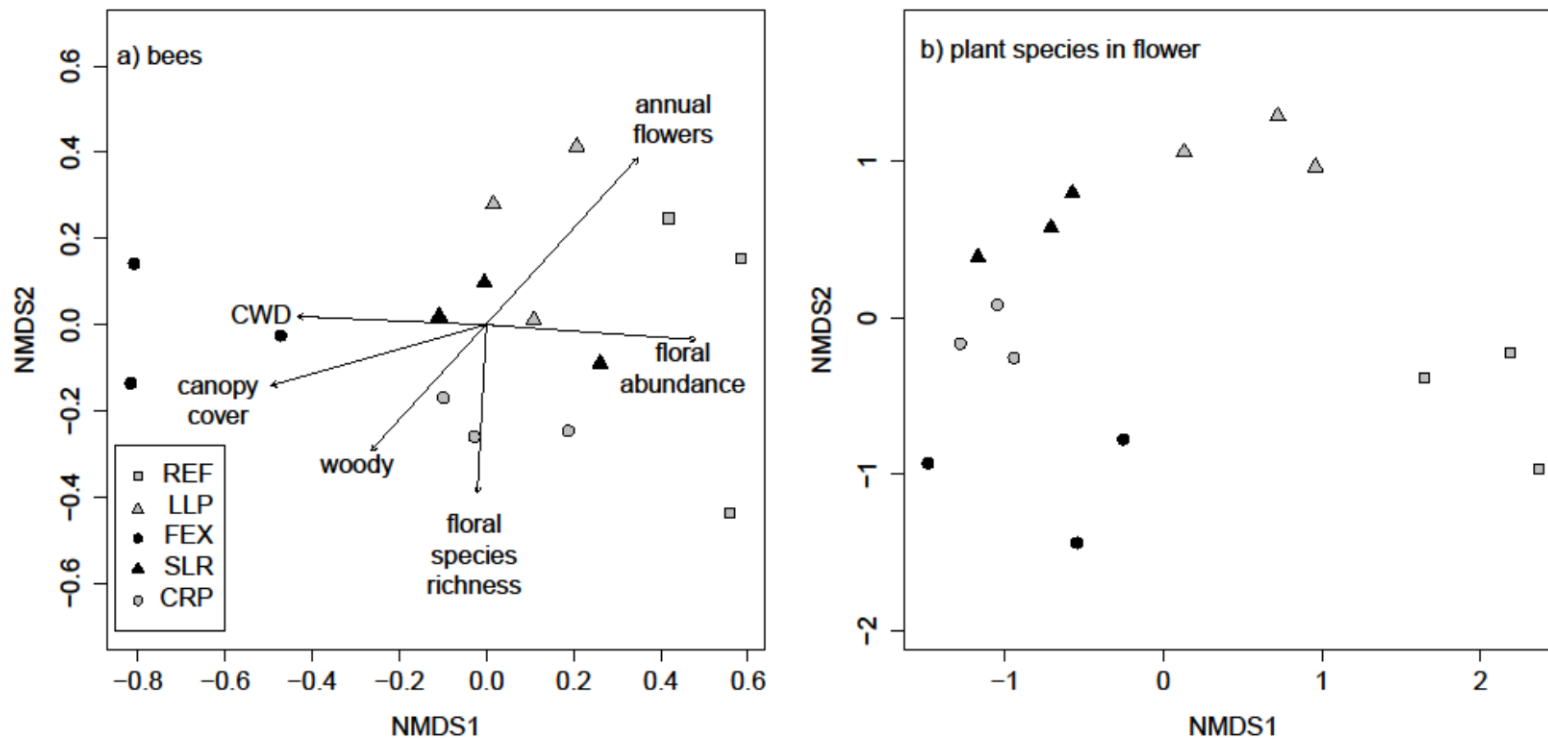 a) bees
0.6
0.4
0.2
0.0
−0.2
−0.4
−0.6
NMDS2
annual
flowers
CWD
floral
abundance
canopy
cover
woody
floral
species
richness
REF
LLP
FEX
SLR
CRP
−0.8
−0.6
−0.4
−0.2
0.0
0.2
0.4
0.6
NMDS1
b) plant species in flower
1
0
−1
−2
NMDS2
−1
0
1
2
NMDS1